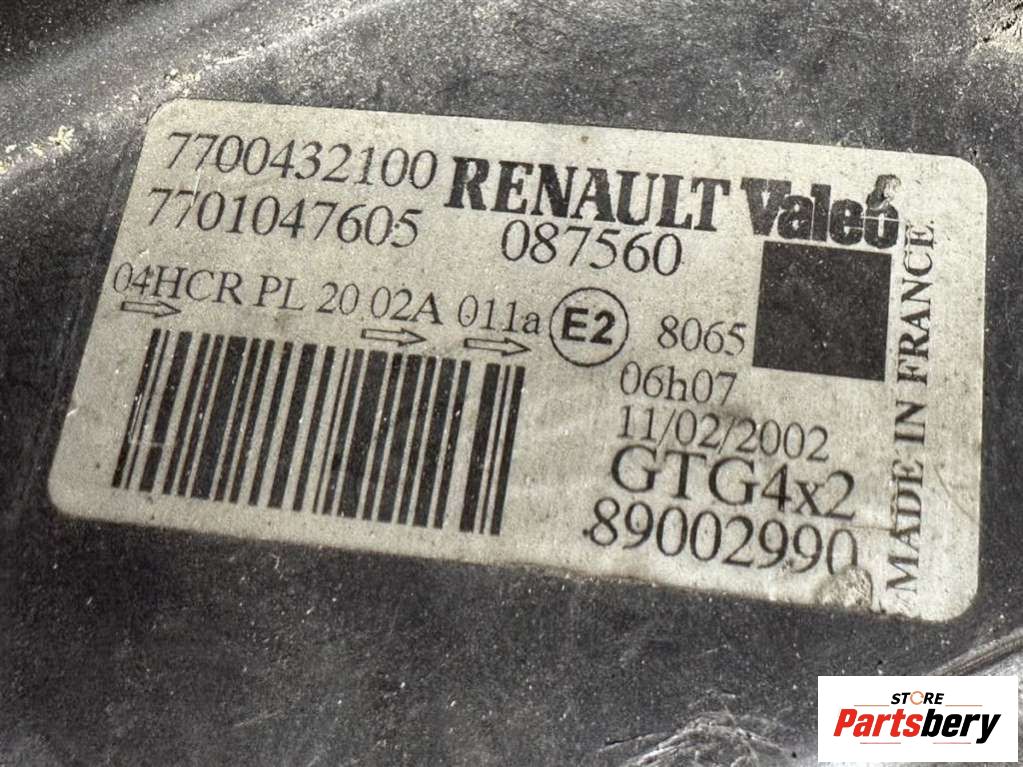 7700432100 RENAULT Valeo
7701047605 087560
04HCR PL 20 02A 011a E2 8065
06h07
11/02/2002
GTG4x2
89002990
MADE IN FRANCE
STORE
Partsbery